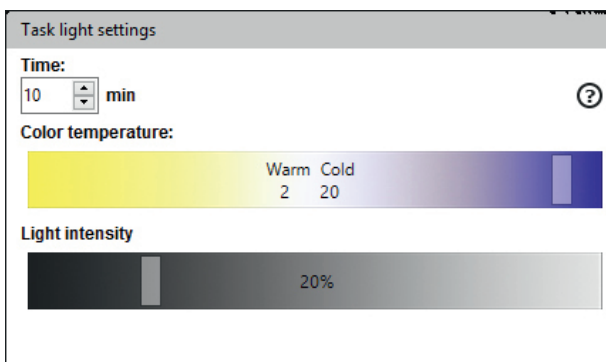 Task light settings
Time:
10 min
Color temperature:
Warm Cold
2 20
Light intensity
20%